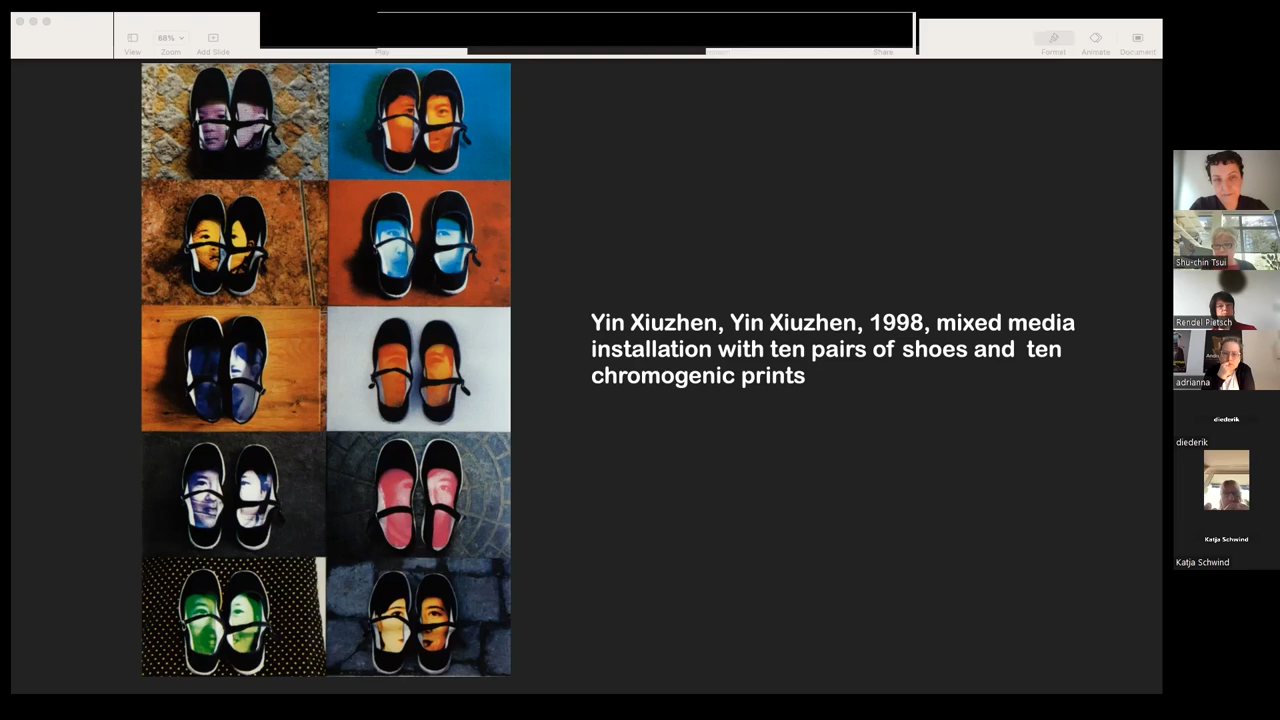 View
68%
Zoom
Add Slide
Play
Share
Format
Animate
Document
Yin Xiuzhen, Yin Xiuzhen, 1998, mixed media
installation with ten pairs of shoes and ten
chromogenic prints
Shu-chin Tsui
Rendel Pietsch
adrianna
diederik
diederik
Katja Schwind
Katja Schwind